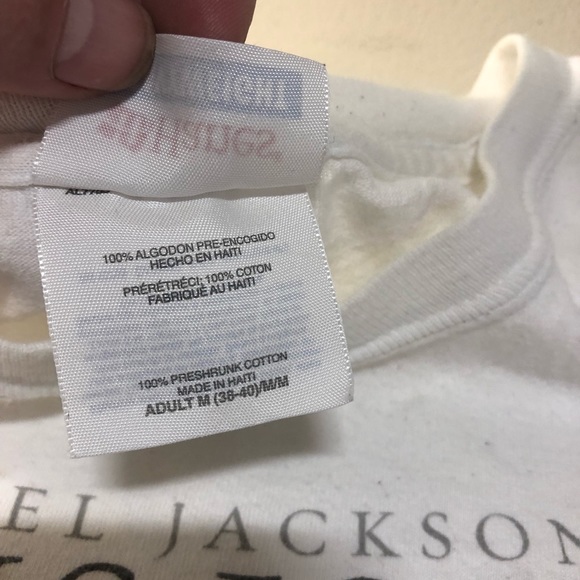 100% ALGODON PRE-ENCOGIDO
HECHO EN HAITI
PRÉRÉTRÉCI; 100% COTON
FABRIQUÉ AU HAITI
100% PRESHRUNK COTTON
MADE IN HAITI
ADULT M (38-40)/M/M
EL JACKSON